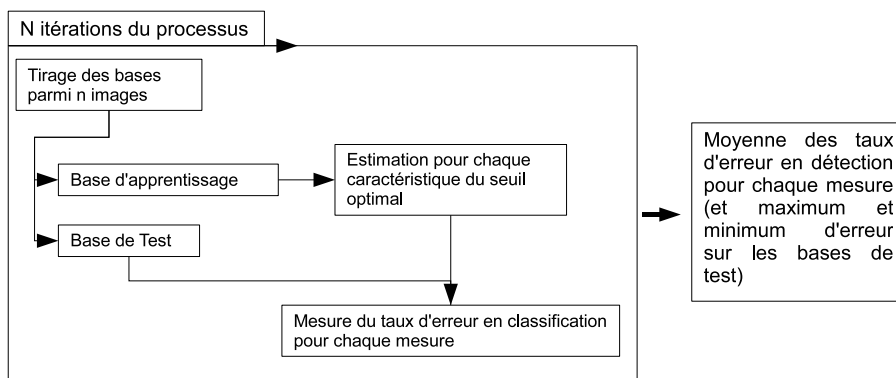 N itérations du processus
Tirage des bases
parmi n images
Base d'apprentissage
Estimation pour chaque
caractéristique du seuil
optimal
Base de Test
Mesure du taux d'erreur en classification
pour chaque mesure
Moyenne des taux
d'erreur en détection
pour chaque mesure
(et maximum et
minimum d'erreur
sur les bases de
test)